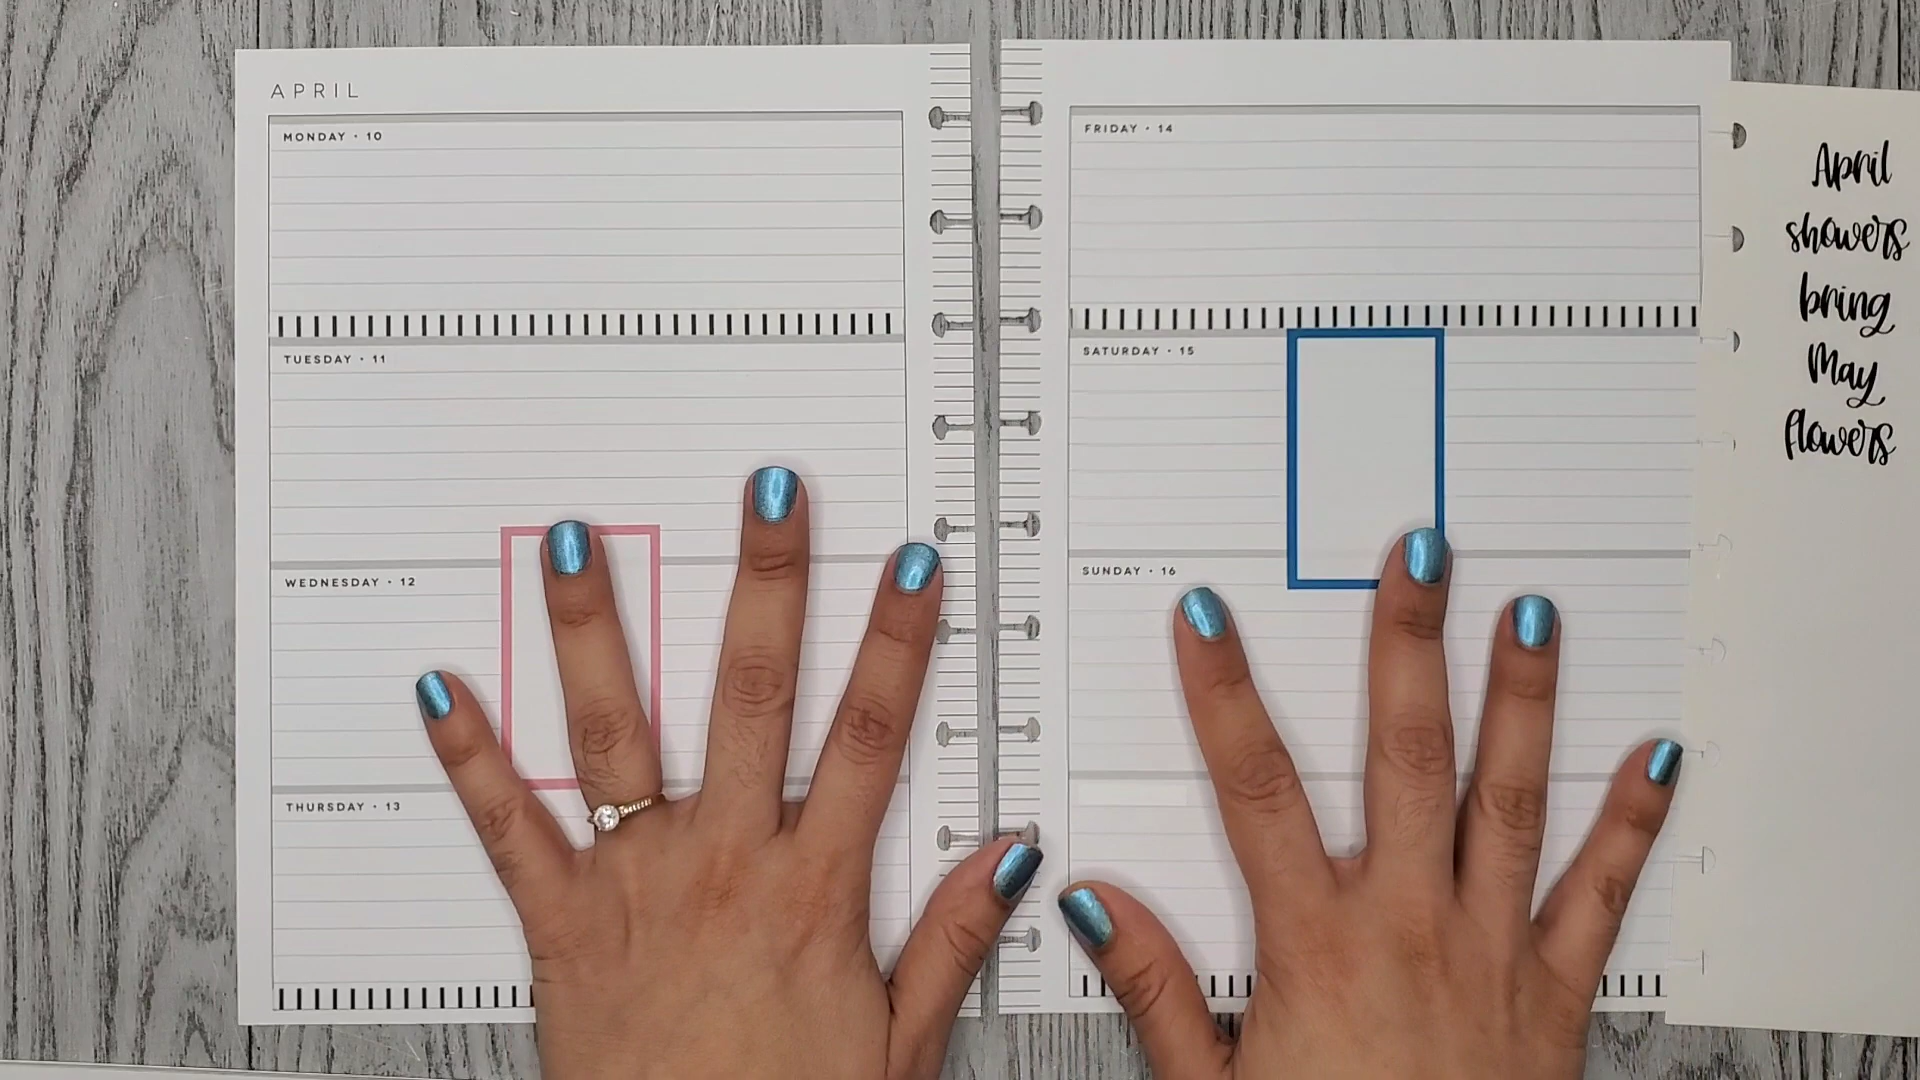 APRIL
MONDAY · 10
TUESDAY · 11
WEDNESDAY · 12
THURSDAY · 13
FRIDAY · 14
SATURDAY · 15
SUNDAY · 16
April
showers
bring
May
flowers